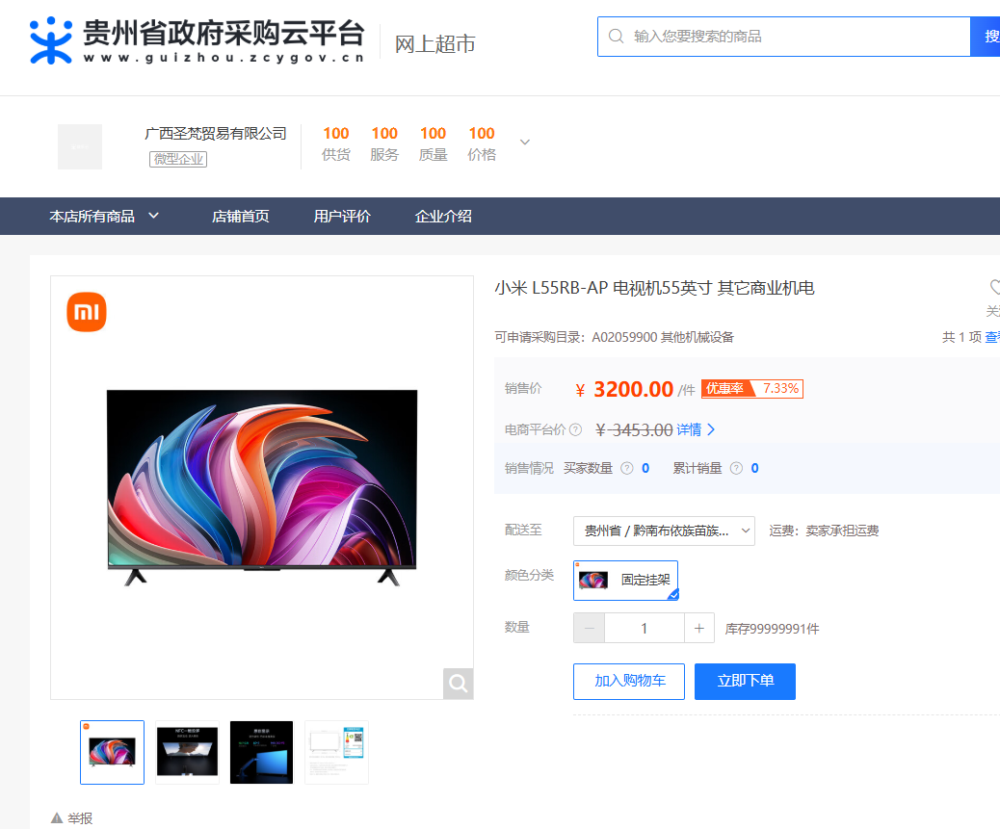 贵州省政府采购云平台
www.guizhou.zcygov.cn
网上超市
输入您要搜索的商品
搜
广西圣梵贸易有限公司
微型企业
100 100 100 100
供货 服务 质量 价格
本店所有商品 店铺首页 用户评价 企业介绍
mi
小米 L55RB-AP 电视机55英寸 其它商业机电
可申请采购目录：A02059900 其他机械设备
共 1 项
销售价 ¥ 3200.00 /件 优惠率 7.33%
电商平台价 ? ¥ 3453.00 详情
销售情况 买家数量 ? 0 累计销量 ? 0
配送至 贵州省 / 黔南布依族苗族... 运费：卖家承担运费
颜色分类 固定挂架
数量 − 1 + 库存99999991件
加入购物车 立即下单
举报